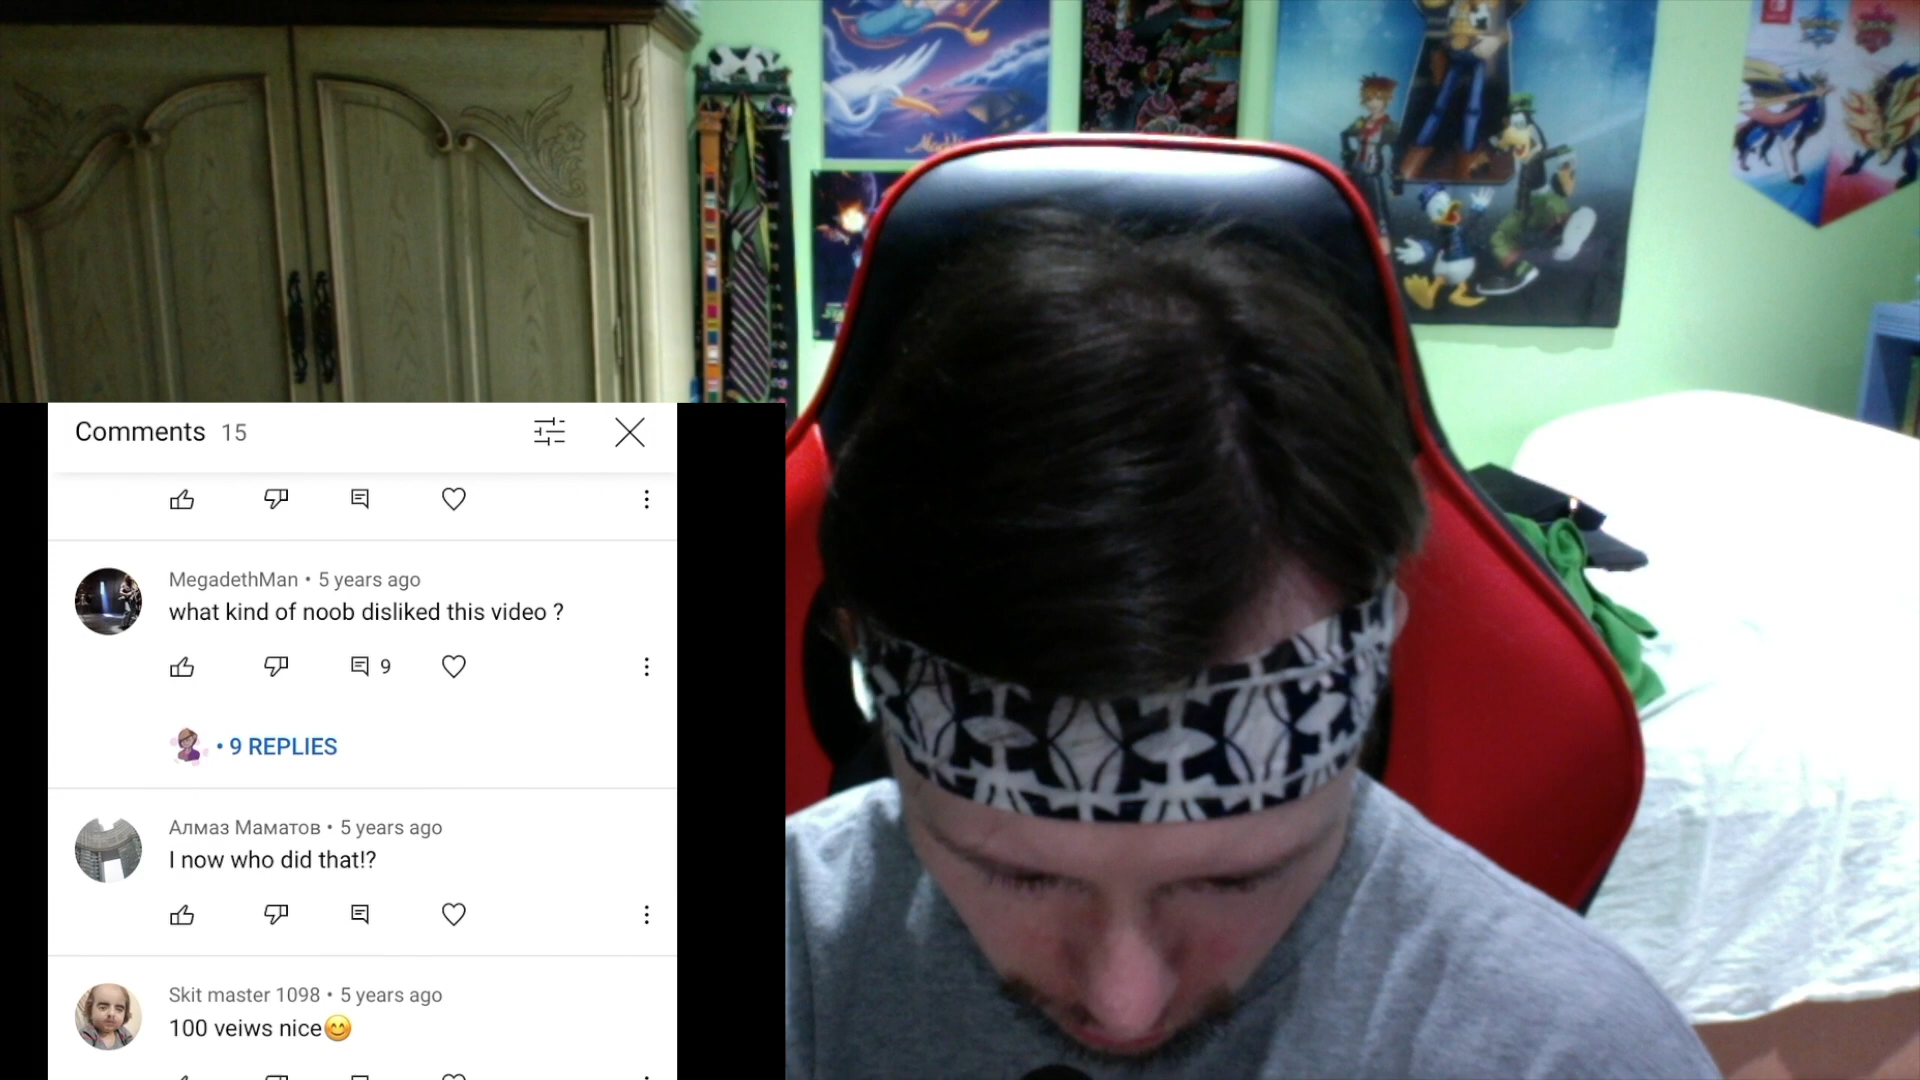 Comments 15
MegadethMan • 5 years ago
what kind of noob disliked this video ?
9
• 9 REPLIES
Алмаз Маматов • 5 years ago
I now who did that!?
Skit master 1098 • 5 years ago
100 veiws nice😊